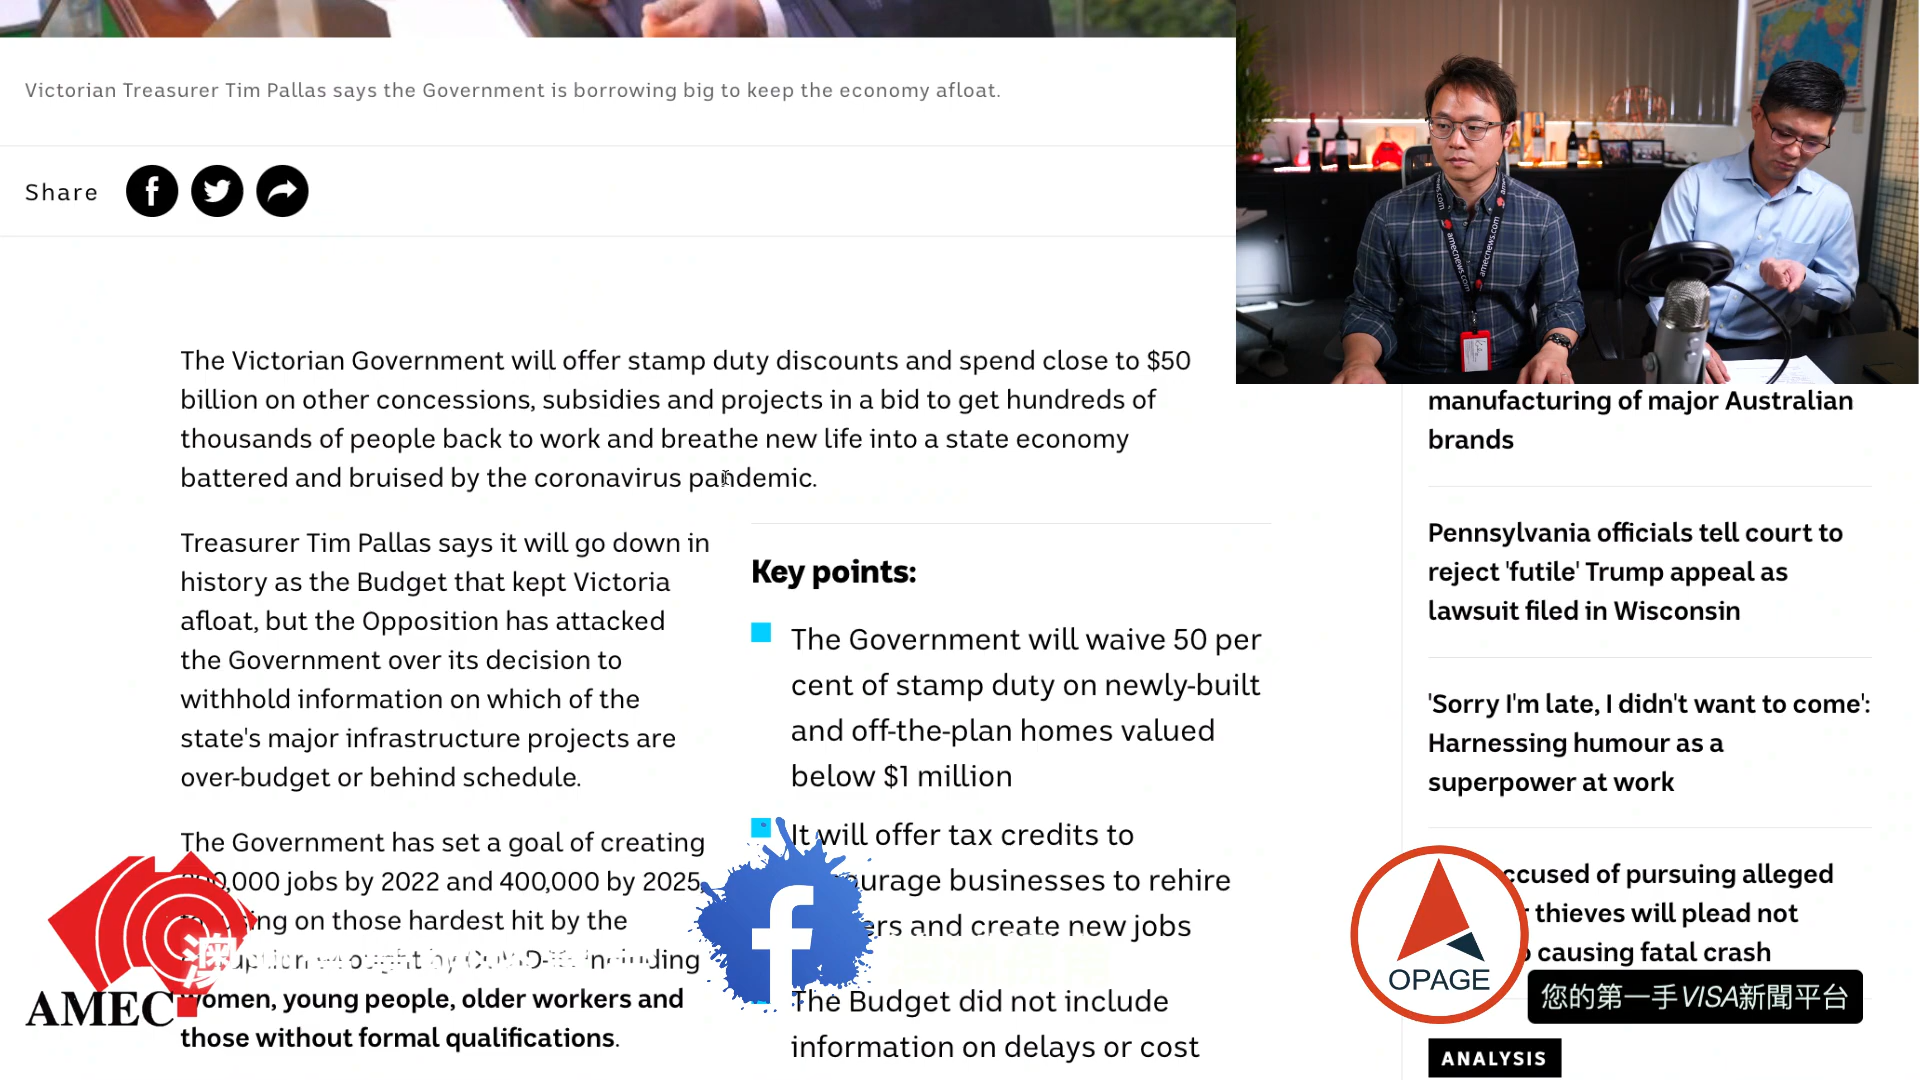 Victorian Treasurer Tim Pallas says the Government is borrowing big to keep the economy afloat.
Share
The Victorian Government will offer stamp duty discounts and spend close to $50
billion on other concessions, subsidies and projects in a bid to get hundreds of
thousands of people back to work and breathe new life into a state economy
battered and bruised by the coronavirus pandemic.
Treasurer Tim Pallas says it will go down in
history as the Budget that kept Victoria
afloat, but the Opposition has attacked
the Government over its decision to
withhold information on which of the
state's major infrastructure projects are
over-budget or behind schedule.
The Government has set a goal of creating
jobs by 2022 and 400,000 by 2025,
on those hardest hit by the
women, young people, older workers and
those without formal qualifications.
Key points:
The Government will waive 50 per
cent of stamp duty on newly-built
and off-the-plan homes valued
below $1 million
It will offer tax credits to
businesses to rehire
and create new jobs
The Budget did not include
information on delays or cost
amecnews.com
amecnews.com
manufacturing of major Australian
brands
Pennsylvania officials tell court to
reject 'futile' Trump appeal as
lawsuit filed in Wisconsin
'Sorry I'm late, I didn't want to come':
Harnessing humour as a
superpower at work
of pursuing alleged
thieves will plead not
causing fatal crash
ANALYSIS
AMEC
澳
OPAGE
您的第一手VISA新聞平台